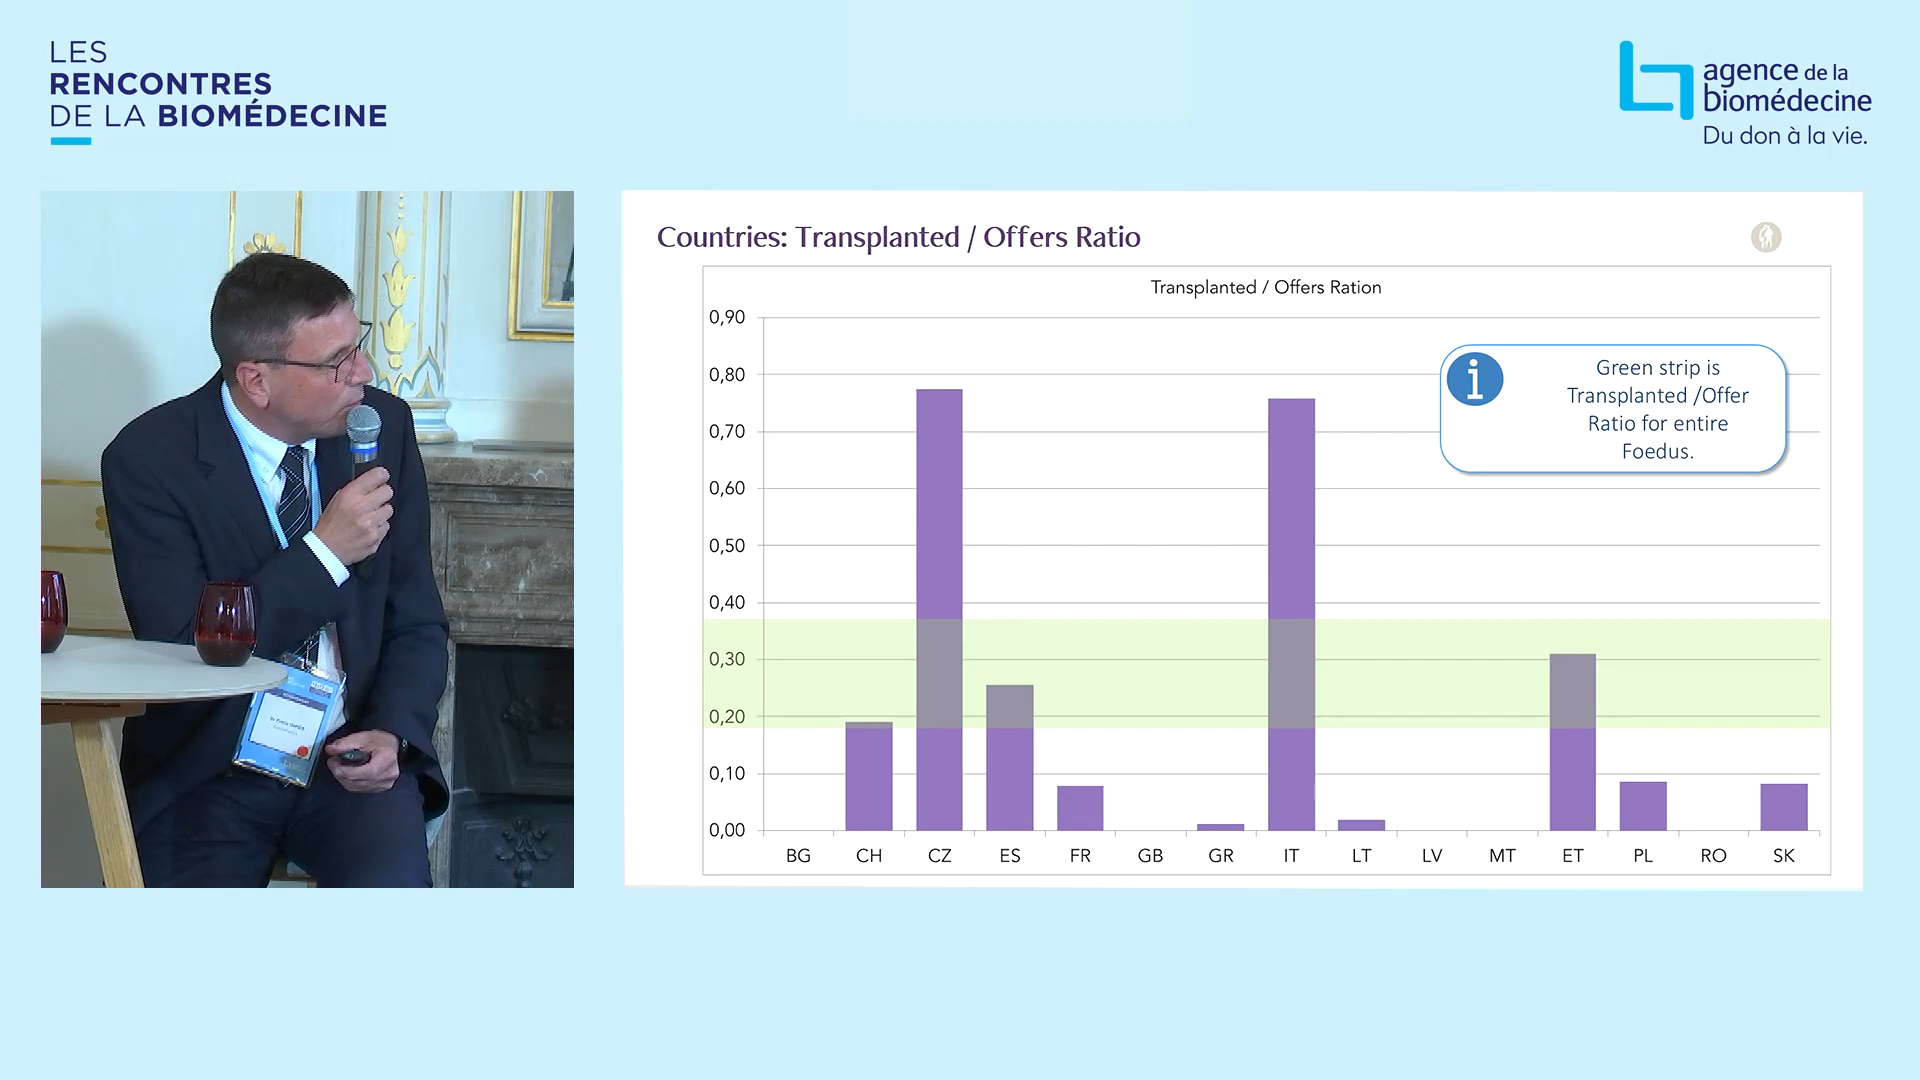 LES
RENCONTRES
DE LA BIOMÉDECINE
agence de la
biomédecine
Du don à la vie.
Countries: Transplanted / Offers Ratio
Transplanted / Offers Ration
Green strip is
Transplanted /Offer
Ratio for entire
Foedus.
0,90
0,80
0,70
0,60
0,50
0,40
0,30
0,20
0,10
0,00
BG CH CZ ES FR GB GR IT LT LV MT ET PL RO SK